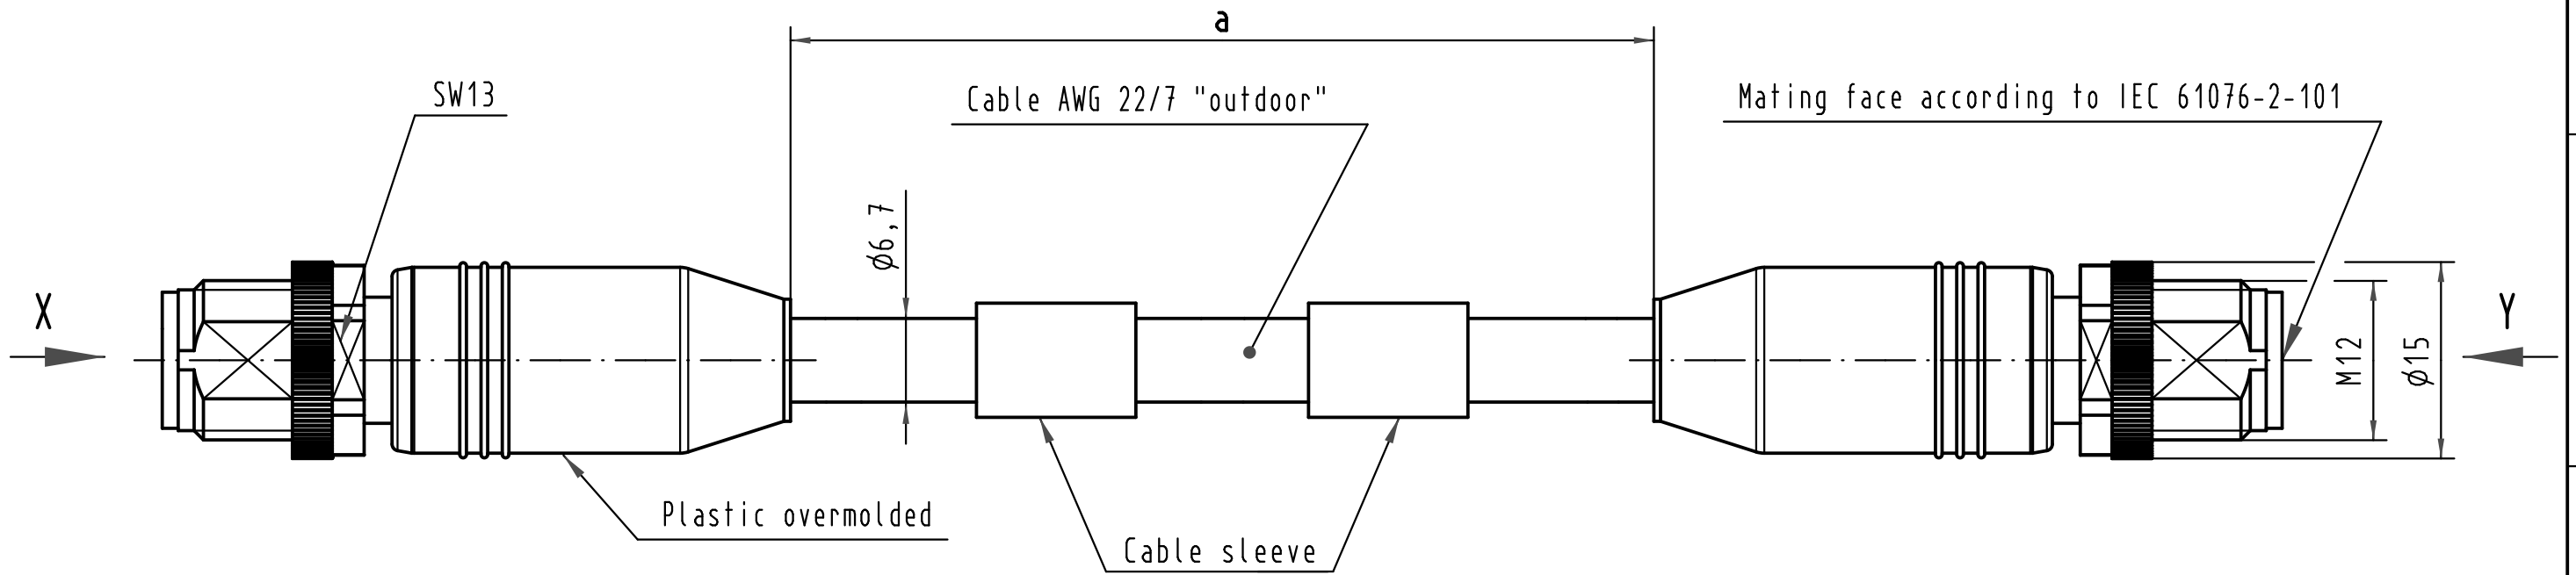 a
SW13
Cable AWG 22/7 "outdoor"
Mating face according to IEC 61076-2-101
ø6,7
X
Y
M12
ø15
Plastic overmolded
Cable sleeve